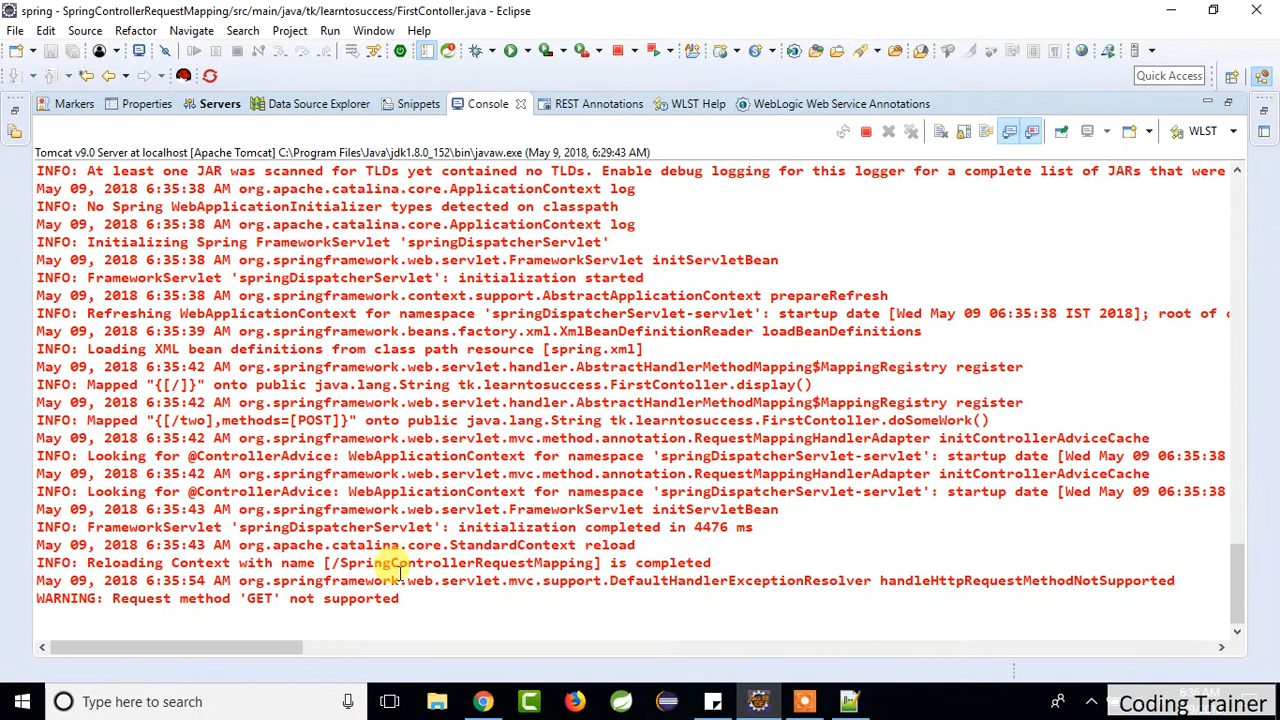 spring - SpringControllerRequestMapping/src/main/java/tk/learntosuccess/FirstContoller.java - Eclipse
File Edit Source Refactor Navigate Search Project Run Window Help
Quick Access
Markers Properties Servers Data Source Explorer Snippets Console REST Annotations WLST Help WebLogic Web Service Annotations
WLST
Tomcat v9.0 Server at localhost [Apache Tomcat] C:\Program Files\Java\jdk1.8.0_152\bin\javaw.exe (May 9, 2018, 6:29:43 AM)
INFO: At least one JAR was scanned for TLDs yet contained no TLDs. Enable debug logging for this logger for a complete list of JARs that were
May 09, 2018 6:35:38 AM org.apache.catalina.core.ApplicationContext log
INFO: No Spring WebApplicationInitializer types detected on classpath
May 09, 2018 6:35:38 AM org.apache.catalina.core.ApplicationContext log
INFO: Initializing Spring FrameworkServlet 'springDispatcherServlet'
May 09, 2018 6:35:38 AM org.springframework.web.servlet.FrameworkServlet initServletBean
INFO: FrameworkServlet 'springDispatcherServlet': initialization started
May 09, 2018 6:35:38 AM org.springframework.context.support.AbstractApplicationContext prepareRefresh
INFO: Refreshing WebApplicationContext for namespace 'springDispatcherServlet-servlet': startup date [Wed May 09 06:35:38 IST 2018]; root of
May 09, 2018 6:35:39 AM org.springframework.beans.factory.xml.XmlBeanDefinitionReader loadBeanDefinitions
INFO: Loading XML bean definitions from class path resource [spring.xml]
May 09, 2018 6:35:42 AM org.springframework.web.servlet.handler.AbstractHandlerMethodMapping$MappingRegistry register
INFO: Mapped "{[/]}" onto public java.lang.String tk.learntosuccess.FirstContoller.display()
May 09, 2018 6:35:42 AM org.springframework.web.servlet.handler.AbstractHandlerMethodMapping$MappingRegistry register
INFO: Mapped "{[/two],methods=[POST]}" onto public java.lang.String tk.learntosuccess.FirstContoller.doSomeWork()
May 09, 2018 6:35:42 AM org.springframework.web.servlet.mvc.method.annotation.RequestMappingHandlerAdapter initControllerAdviceCache
INFO: Looking for @ControllerAdvice: WebApplicationContext for namespace 'springDispatcherServlet-servlet': startup date [Wed May 09 06:35:38
May 09, 2018 6:35:42 AM org.springframework.web.servlet.mvc.method.annotation.RequestMappingHandlerAdapter initControllerAdviceCache
INFO: Looking for @ControllerAdvice: WebApplicationContext for namespace 'springDispatcherServlet-servlet': startup date [Wed May 09 06:35:38
May 09, 2018 6:35:43 AM org.springframework.web.servlet.FrameworkServlet initServletBean
INFO: FrameworkServlet 'springDispatcherServlet': initialization completed in 4476 ms
May 09, 2018 6:35:43 AM org.apache.catalina.core.StandardContext reload
INFO: Reloading Context with name [/SpringControllerRequestMapping] is completed
May 09, 2018 6:35:54 AM org.springframework.web.servlet.mvc.support.DefaultHandlerExceptionResolver handleHttpRequestMethodNotSupported
WARNING: Request method 'GET' not supported
Type here to search
Coding Trainer